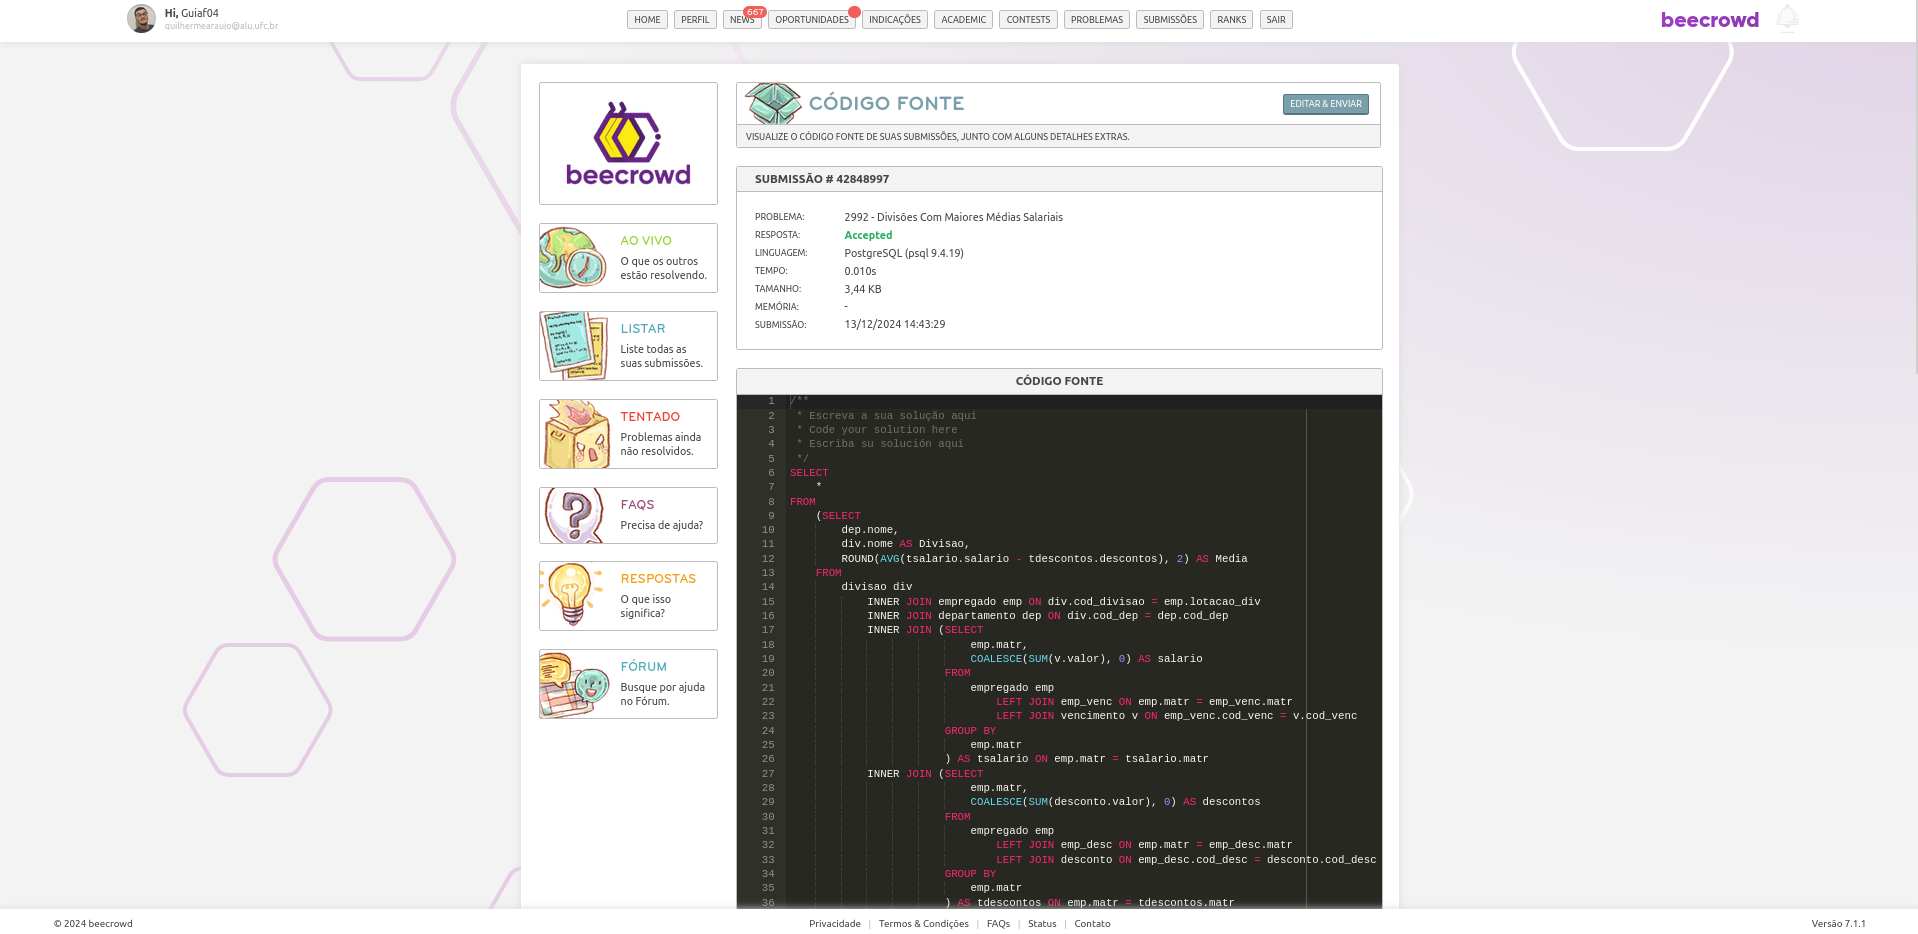 Hi, Guiaf04
guilhermearaujo@alu.ufc.br
HOME PERFIL NEWS 667 OPORTUNIDADES INDICAÇÕES ACADEMIC CONTESTS PROBLEMAS SUBMISSÕES RANKS SAIR
beecrowd
beecrowd
AO VIVO
O que os outros
estão resolvendo.
LISTAR
Liste todas as
suas submissões.
TENTADO
Problemas ainda
não resolvidos.
FAQS
Precisa de ajuda?
RESPOSTAS
O que isso
significa?
FÓRUM
Busque por ajuda
no Fórum.
CÓDIGO FONTE
EDITAR & ENVIAR
VISUALIZE O CÓDIGO FONTE DE SUAS SUBMISSÕES, JUNTO COM ALGUNS DETALHES EXTRAS.
SUBMISSÃO # 42848997
PROBLEMA: 2992 - Divisões Com Maiores Médias Salariais
RESPOSTA: Accepted
LINGUAGEM: PostgreSQL (psql 9.4.19)
TEMPO: 0.010s
TAMANHO: 3,44 KB
MEMÓRIA: -
SUBMISSÃO: 13/12/2024 14:43:29
CÓDIGO FONTE
1 /**
2 * Escreva a sua solução aqui
3 * Code your solution here
4 * Escriba su solución aquí
5 */
6 SELECT
7 *
8 FROM
9 (SELECT
10 dep.nome,
11 div.nome AS Divisao,
12 ROUND(AVG(tsalario.salario - tdescontos.descontos), 2) AS Media
13 FROM
14 divisao div
15 INNER JOIN empregado emp ON div.cod_divisao = emp.lotacao_div
16 INNER JOIN departamento dep ON div.cod_dep = dep.cod_dep
17 INNER JOIN (SELECT
18 emp.matr,
19 COALESCE(SUM(v.valor), 0) AS salario
20 FROM
21 empregado emp
22 LEFT JOIN emp_venc ON emp.matr = emp_venc.matr
23 LEFT JOIN vencimento v ON emp_venc.cod_venc = v.cod_venc
24 GROUP BY
25 emp.matr
26 ) AS tsalario ON emp.matr = tsalario.matr
27 INNER JOIN (SELECT
28 emp.matr,
29 COALESCE(SUM(desconto.valor), 0) AS descontos
30 FROM
31 empregado emp
32 LEFT JOIN emp_desc ON emp.matr = emp_desc.matr
33 LEFT JOIN desconto ON emp_desc.cod_desc = desconto.cod_desc
34 GROUP BY
35 emp.matr
36 ) AS tdescontos ON emp.matr = tdescontos.matr
© 2024 beecrowd
Privacidade | Termos & Condições | FAQs | Status | Contato
Versão 7.1.1